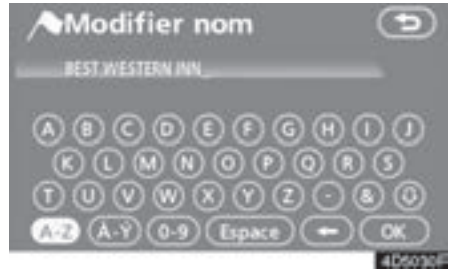 Modifier nom
BEST WESTERN INN_
A B C D E F G H I J
K L M N O P Q R S
T U V W X Y Z - & ⇧
A-Z À-Ÿ 0-9 Espace ← OK
4D5030F